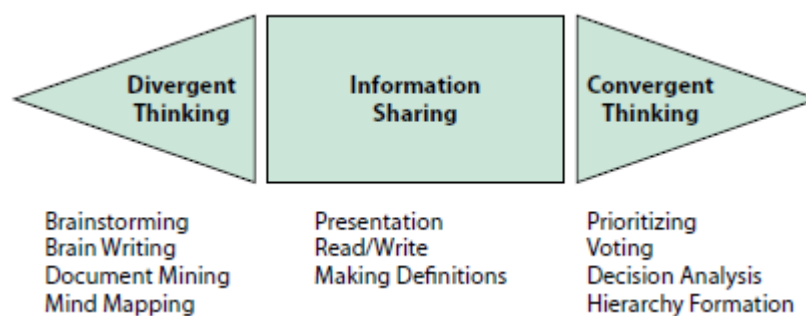 Divergent
Thinking
Information
Sharing
Convergent
Thinking
Brainstorming
Brain Writing
Document Mining
Mind Mapping
Presentation
Read/Write
Making Definitions
Prioritizing
Voting
Decision Analysis
Hierarchy Formation